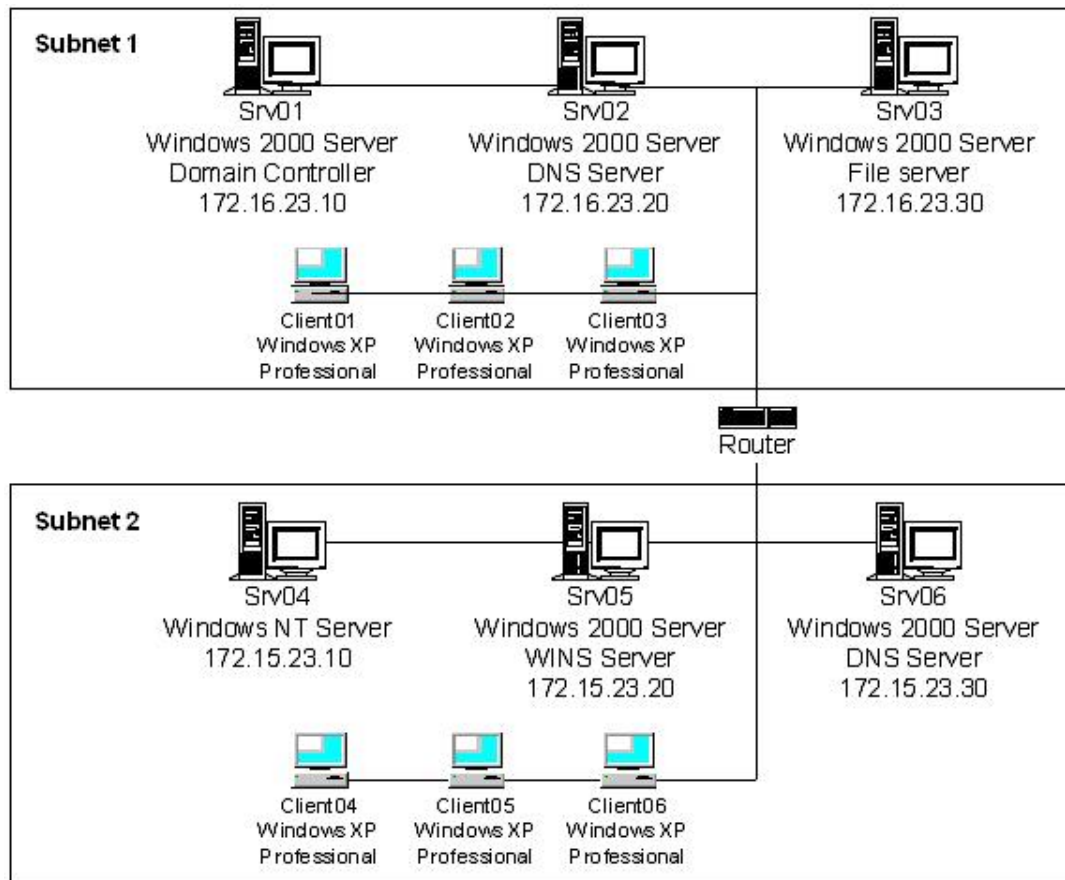 Subnet 1
Srv01
Windows 2000 Server
Domain Controller
172.16.23.10
Srv02
Windows 2000 Server
DNS Server
172.16.23.20
Srv03
Windows 2000 Server
File server
172.16.23.30
Client01
Windows XP
Professional
Client02
Windows XP
Professional
Client03
Windows XP
Professional
Router
Subnet 2
Srv04
Windows NT Server
172.15.23.10
Srv05
Windows 2000 Server
WINS Server
172.15.23.20
Srv06
Windows 2000 Server
DNS Server
172.15.23.30
Client04
Windows XP
Professional
Client05
Windows XP
Professional
Client06
Windows XP
Professional